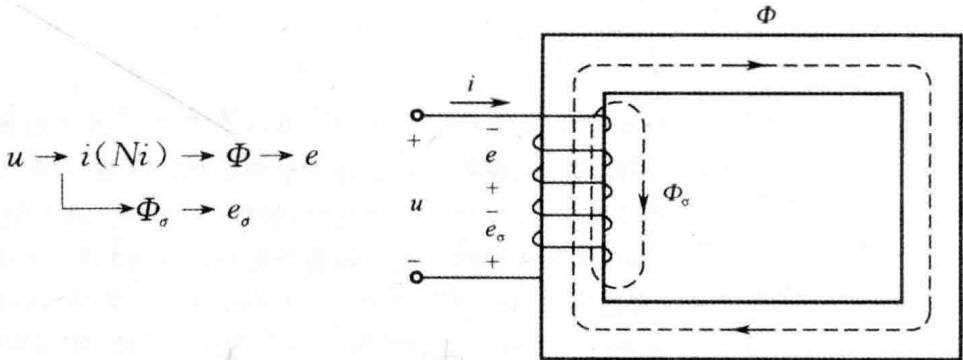 u → i(Ni) → Φ → e
→ Φσ → eσ
Φ
i
+
−
e
+
u
−
eσ
+
−
Φσ